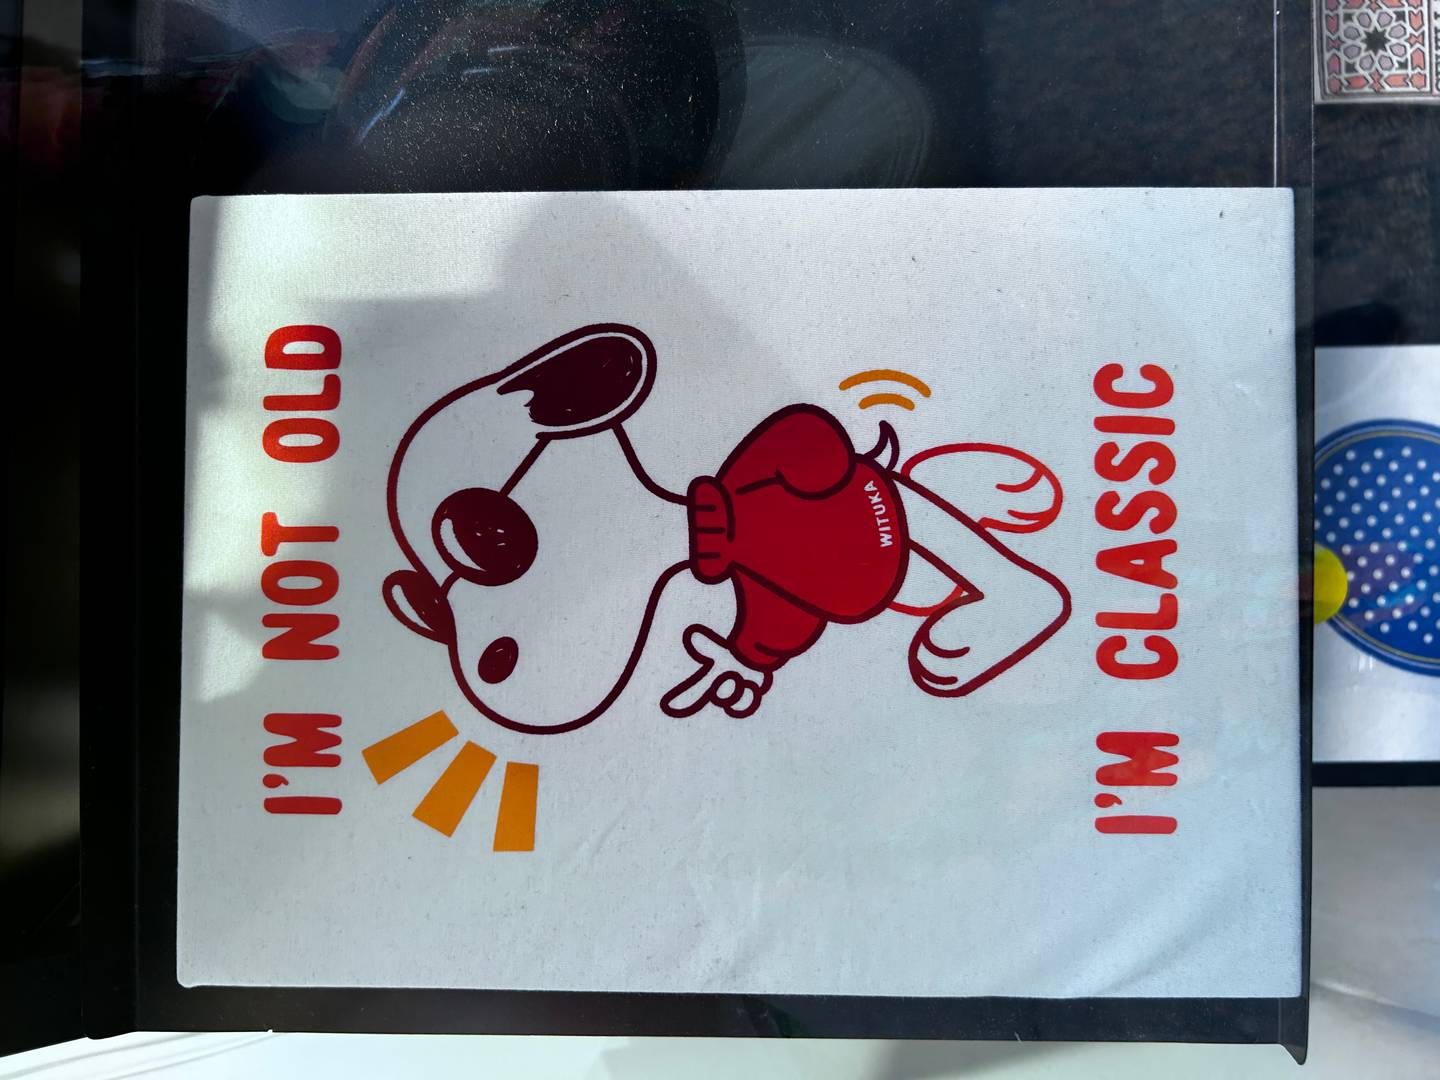 I'M NOT OLD
WITUKA
I'M CLASSIC